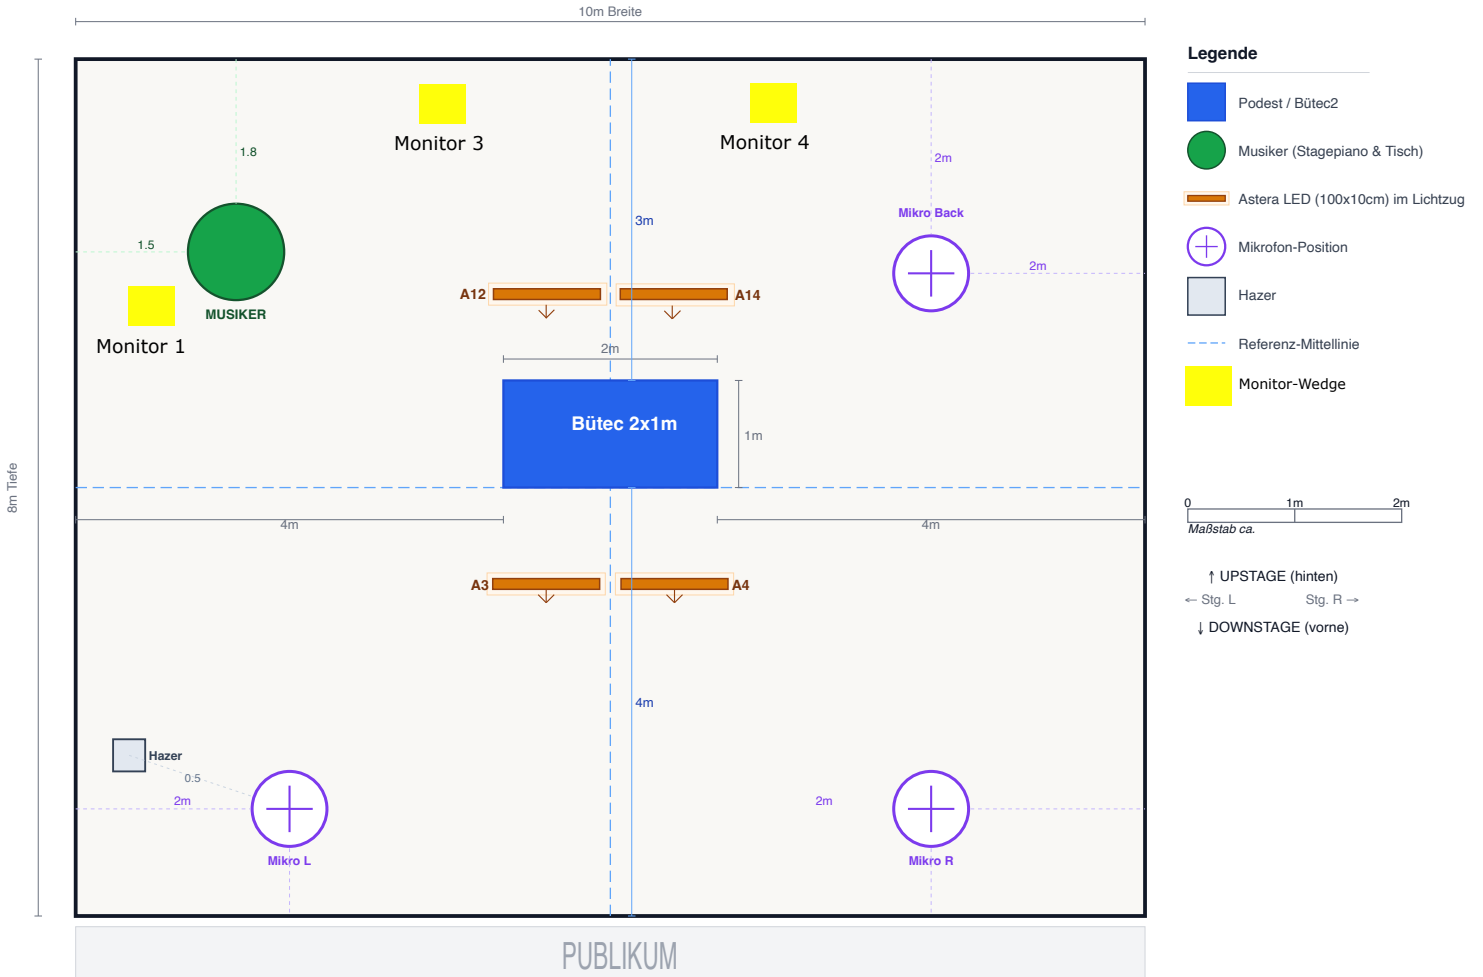 10m Breite
8m Tiefe
1.8
1.5
MUSIKER
Monitor 1
Monitor 3
Monitor 4
3m
2m
Mikro Back
2m
A12
A14
2m
Bütec 2x1m
1m
4m
4m
A3
A4
4m
Hazer
0.5
2m
Mikro L
2m
Mikro R
PUBLIKUM
Legende
Podest / Bütec2
Musiker (Stagepiano & Tisch)
Astera LED (100x10cm) im Lichtzug
Mikrofon-Position
Hazer
Referenz-Mittellinie
Monitor-Wedge
0 1m 2m
Maßstab ca.
↑ UPSTAGE (hinten)
← Stg. L Stg. R →
↓ DOWNSTAGE (vorne)